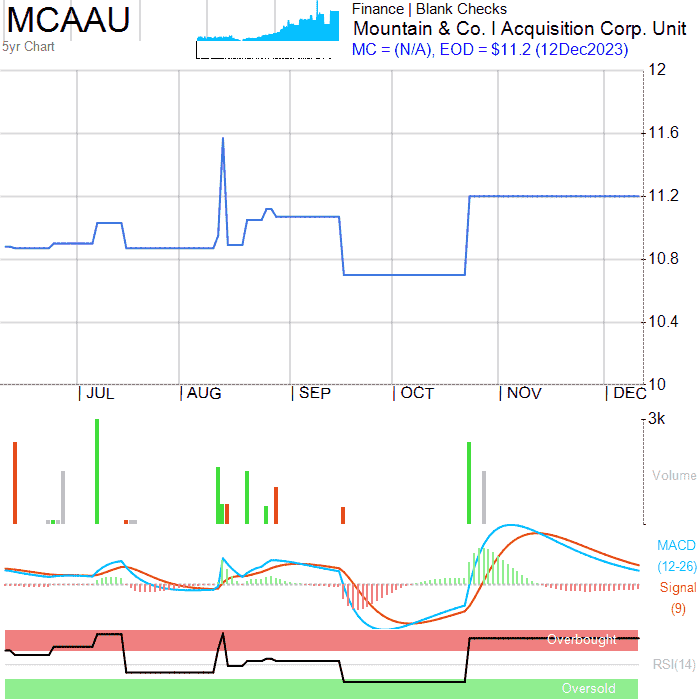 MCAAU
5yr Chart
Finance | Blank Checks
Mountain & Co. I Acquisition Corp. Unit
MC = (N/A), EOD = $11.2 (12Dec2023)
12
11.6
11.2
10.8
10.4
10
| JUL | AUG | SEP | OCT | NOV | DEC
3k
Volume
MACD
(12-26)
Signal
(9)
Overbought
RSI(14)
Oversold